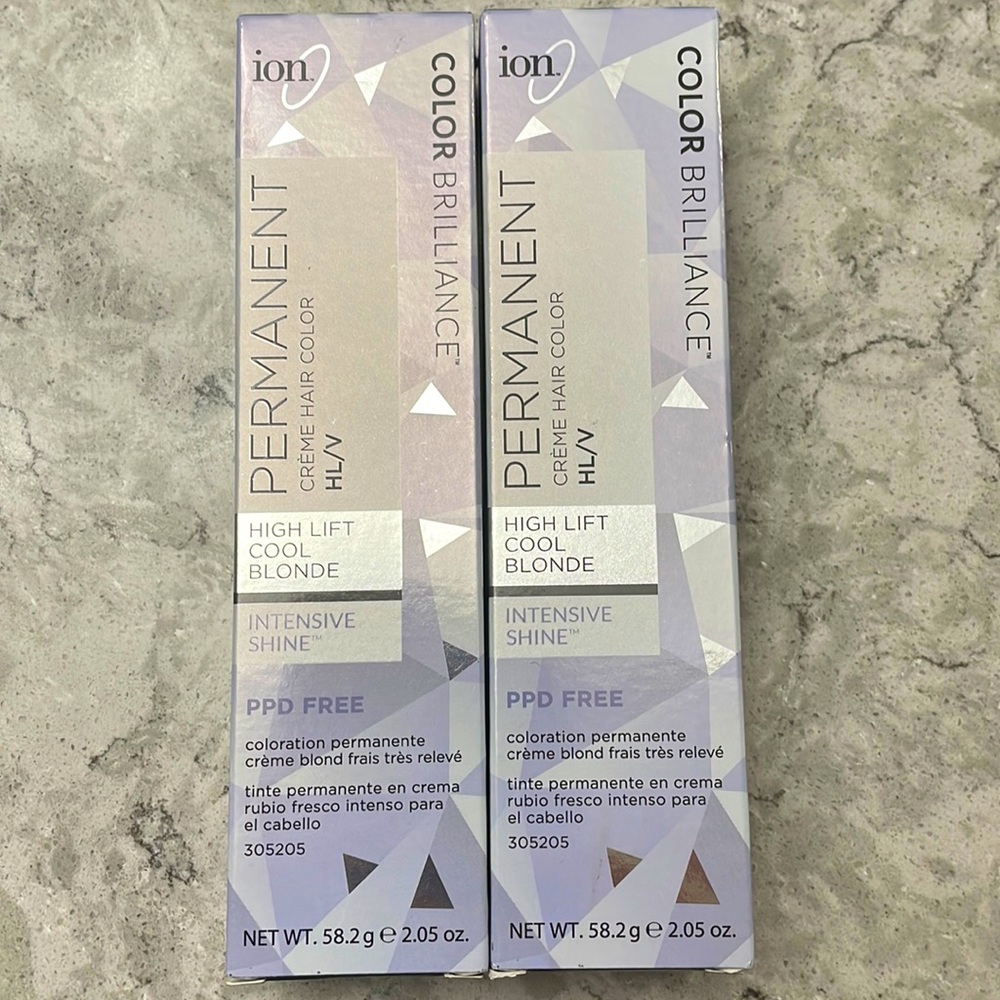 ion™
COLOR BRILLIANCE™
PERMANENT
CRÈME HAIR COLOR
HL/V
HIGH LIFT
COOL
BLONDE
INTENSIVE
SHINE™
PPD FREE
coloration permanente
crème blond frais très relevé
tinte permanente en crema
rubio fresco intenso para
el cabello
305205
NET WT. 58.2 g ℮ 2.05 oz.
ion™
COLOR BRILLIANCE™
PERMANENT
CRÈME HAIR COLOR
HL/V
HIGH LIFT
COOL
BLONDE
INTENSIVE
SHINE™
PPD FREE
coloration permanente
crème blond frais très relevé
tinte permanente en crema
rubio fresco intenso para
el cabello
305205
NET WT. 58.2 g ℮ 2.05 oz.